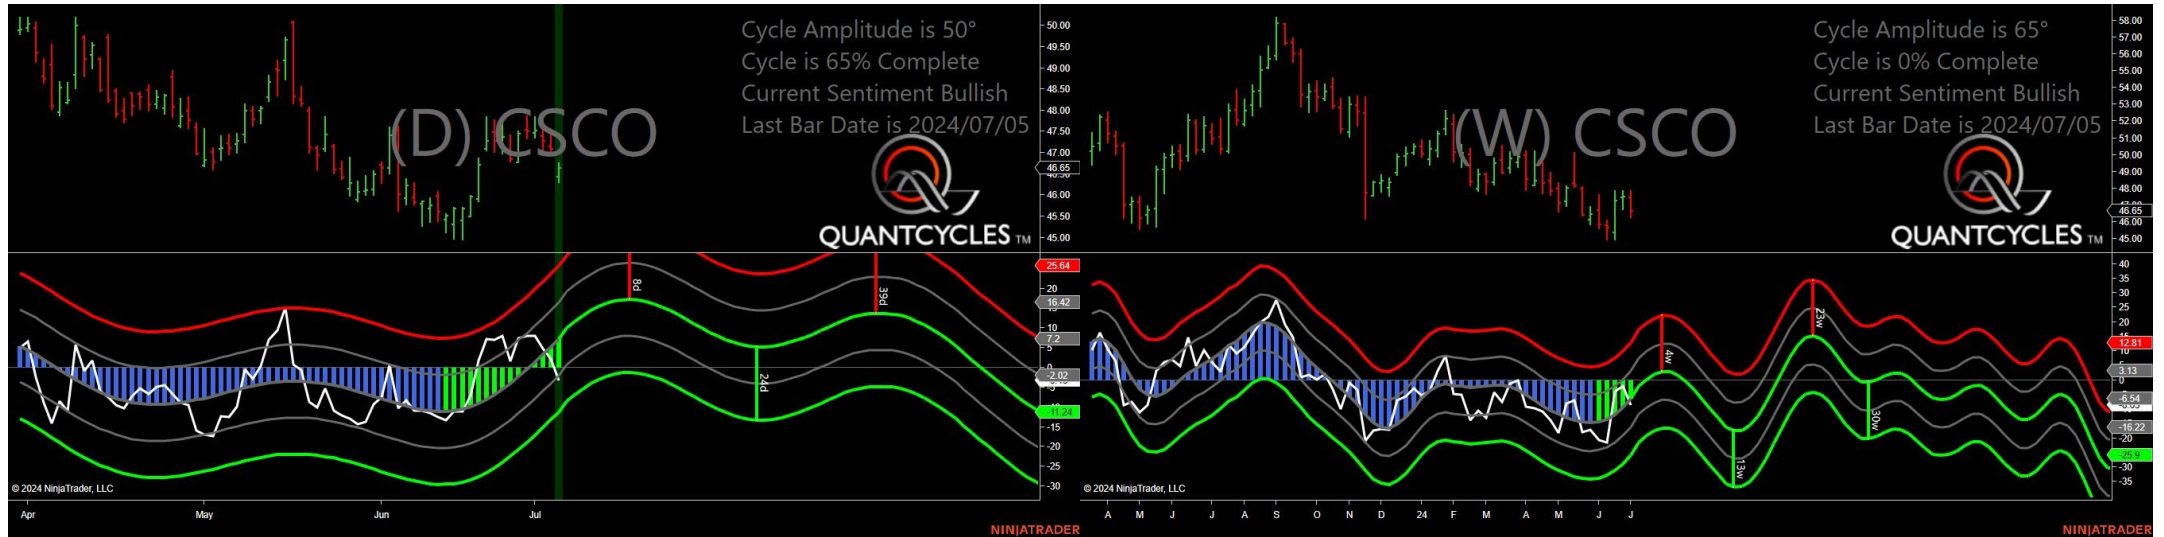 Cycle Amplitude is 50°
Cycle is 65% Complete
Current Sentiment Bullish
Last Bar Date is 2024/07/05
(D) CSCO
QUANTCYCLES TM
50.00
49.50
49.00
48.50
48.00
47.50
47.00
46.65
46.00
45.50
45.00
25.64
20
16.42
10
7.2
5
0
-2.02
-11.24
-15
-20
-25
-30
8d
24d
39d
© 2024 NinjaTrader, LLC
Apr
May
Jun
Jul
NINJATRADER
Cycle Amplitude is 65°
Cycle is 0% Complete
Current Sentiment Bullish
Last Bar Date is 2024/07/05
(W) CSCO
QUANTCYCLES TM
58.00
57.00
56.00
55.00
54.00
53.00
52.00
51.00
50.00
49.00
48.00
46.65
46.00
45.00
40
35
30
25
20
15
12.81
10
3.13
0
-6.54
-16.22
-20
-25.9
-30
-35
4w
13w
23w
30w
© 2024 NinjaTrader, LLC
A
M
J
J
A
S
O
N
D
24
F
M
A
M
J
J
NINJATRADER